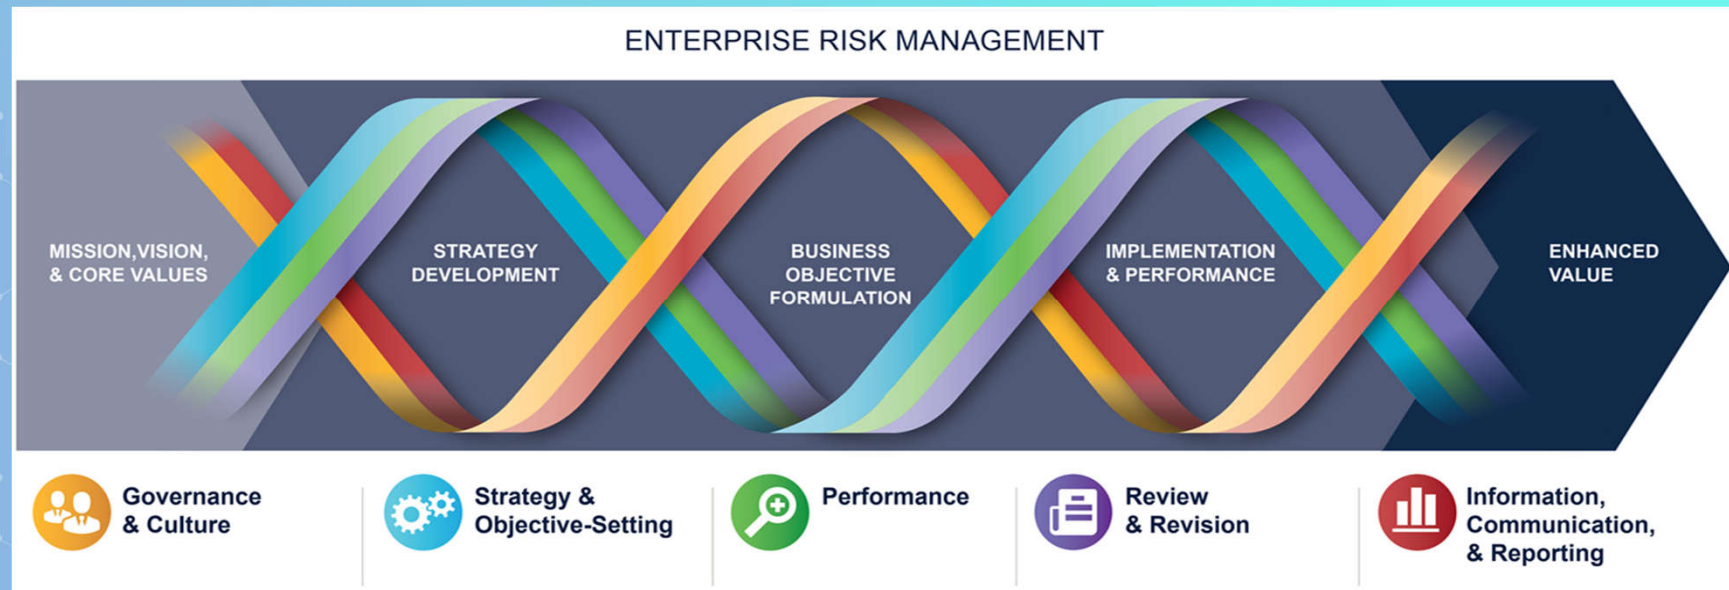 ENTERPRISE RISK MANAGEMENT
MISSION,VISION,
& CORE VALUES
STRATEGY
DEVELOPMENT
BUSINESS
OBJECTIVE
FORMULATION
IMPLEMENTATION
& PERFORMANCE
ENHANCED
VALUE
Governance
& Culture
Strategy &
Objective-Setting
Performance
Review
& Revision
Information,
Communication,
& Reporting